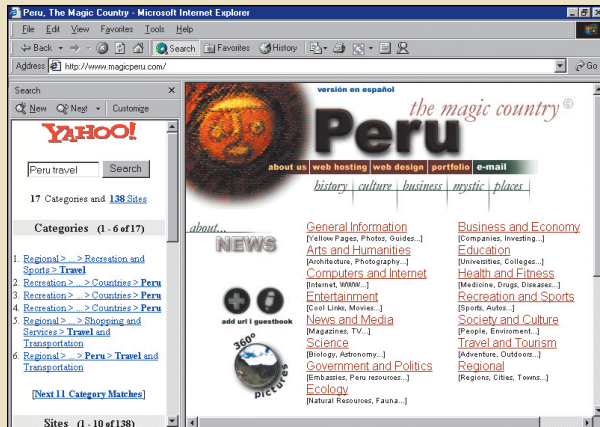 Peru, The Magic Country - Microsoft Internet Explorer
File Edit View Favorites Tools Help
Back Search Favorites History
Address http://www.magicperu.com/ Go
Search
New Next Customize
YAHOO!
Peru travel Search
17 Categories and 138 Sites
Categories (1 - 6 of 17)
1. Regional > ... > Recreation and
Sports > Travel
2. Recreation > ... > Countries > Peru
3. Recreation > ... > Countries > Peru
4. Recreation > ... > Countries > Peru
5. Regional > ... > Shopping and
Services > Travel and
Transportation
6. Regional > ... > Peru > Travel and
Transportation
[Next 11 Category Matches]
Sites (1 - 10 of 138)
versión en español
the magic country ©
Peru
about us web hosting web design portfolio e-mail
history culture business mystic places
about...
NEWS
add url I guestbook
360º
pictures
General Information
[Yellow Pages, Photos, Guides...]
Arts and Humanities
[Architecture, Photography...]
Computers and Internet
[Internet, WWW...]
Entertainment
[Cool Links, Movies...]
News and Media
[Magazines, TV...]
Science
[Biology, Astronomy...]
Government and Politics
[Embassies, Peru resources...]
Ecology
[Natural Resources, Fauna...]
Business and Economy
[Companies, Investing...]
Education
[Universities, Colleges...]
Health and Fitness
[Medicine, Drugs, Diseases...]
Recreation and Sports
[Sports, Autos...]
Society and Culture
[People, Enviroment...]
Travel and Tourism
[Adventure, Outdoors...]
Regional
[Regions, Cities, Towns...]